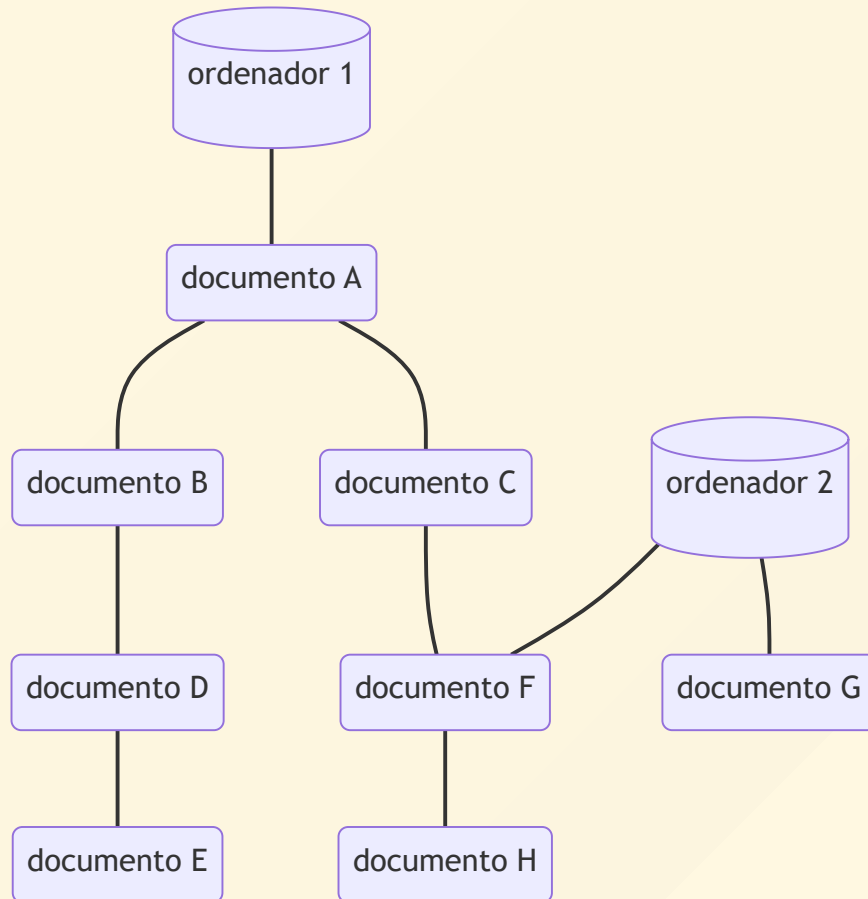 ordenador 1
documento A
documento B
documento C
ordenador 2
documento D
documento F
documento G
documento E
documento H